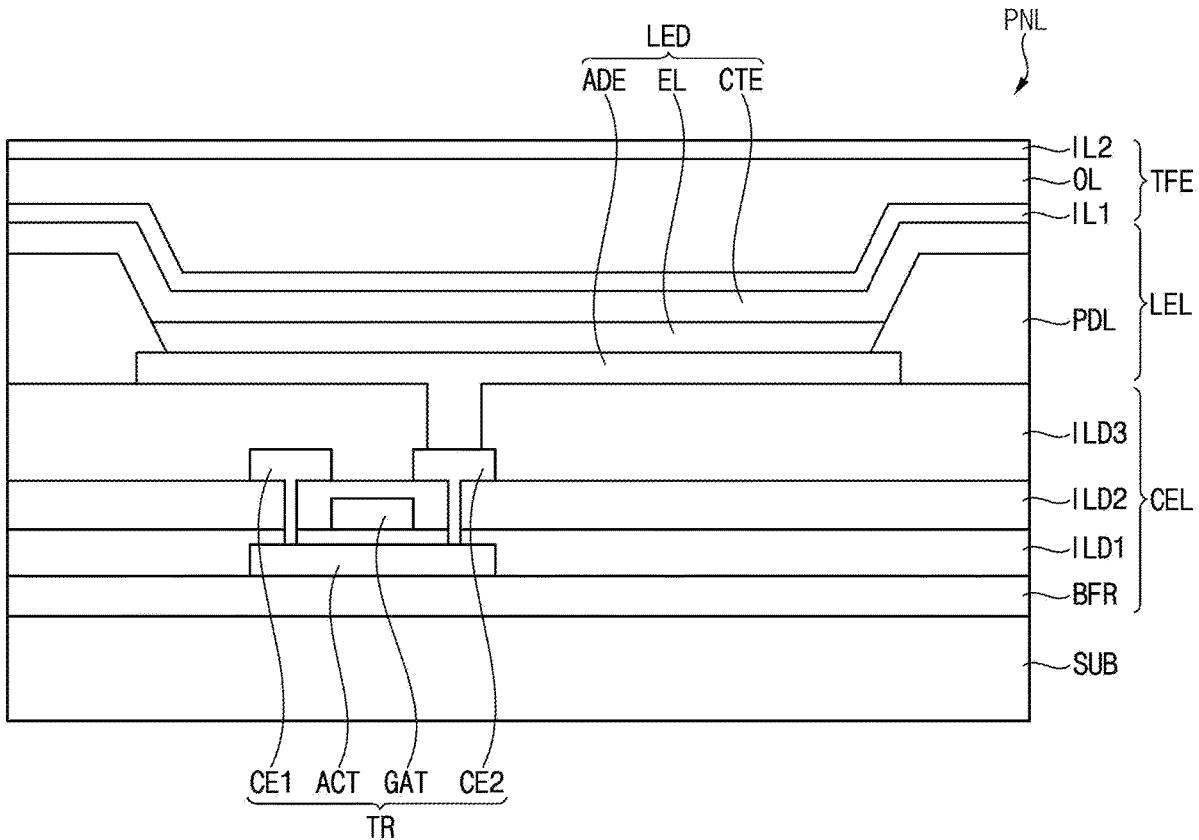 PNL
LED
ADE EL CTE
IL2
OL
IL1
TFE
PDL
LEL
ILD3
ILD2
ILD1
BFR
CEL
SUB
CE1 ACT GAT CE2
TR